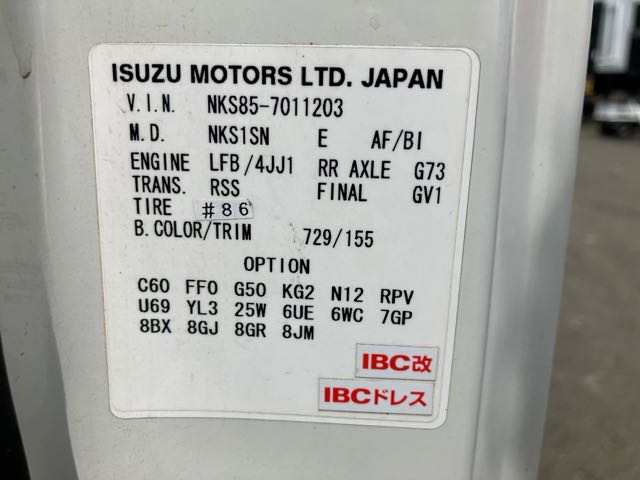 ISUZU MOTORS LTD. JAPAN
V.I.N. NKS85-7011203
M.D. NKS1SN E AF/BI
ENGINE LFB/4JJ1 RR AXLE G73
TRANS. RSS FINAL GV1
TIRE #86
B.COLOR/TRIM 729/155
OPTION
C60 FF0 G50 KG2 N12 RPV
U69 YL3 25W 6UE 6WC 7GP
8BX 8GJ 8GR 8JM
IBC改
IBCドレス